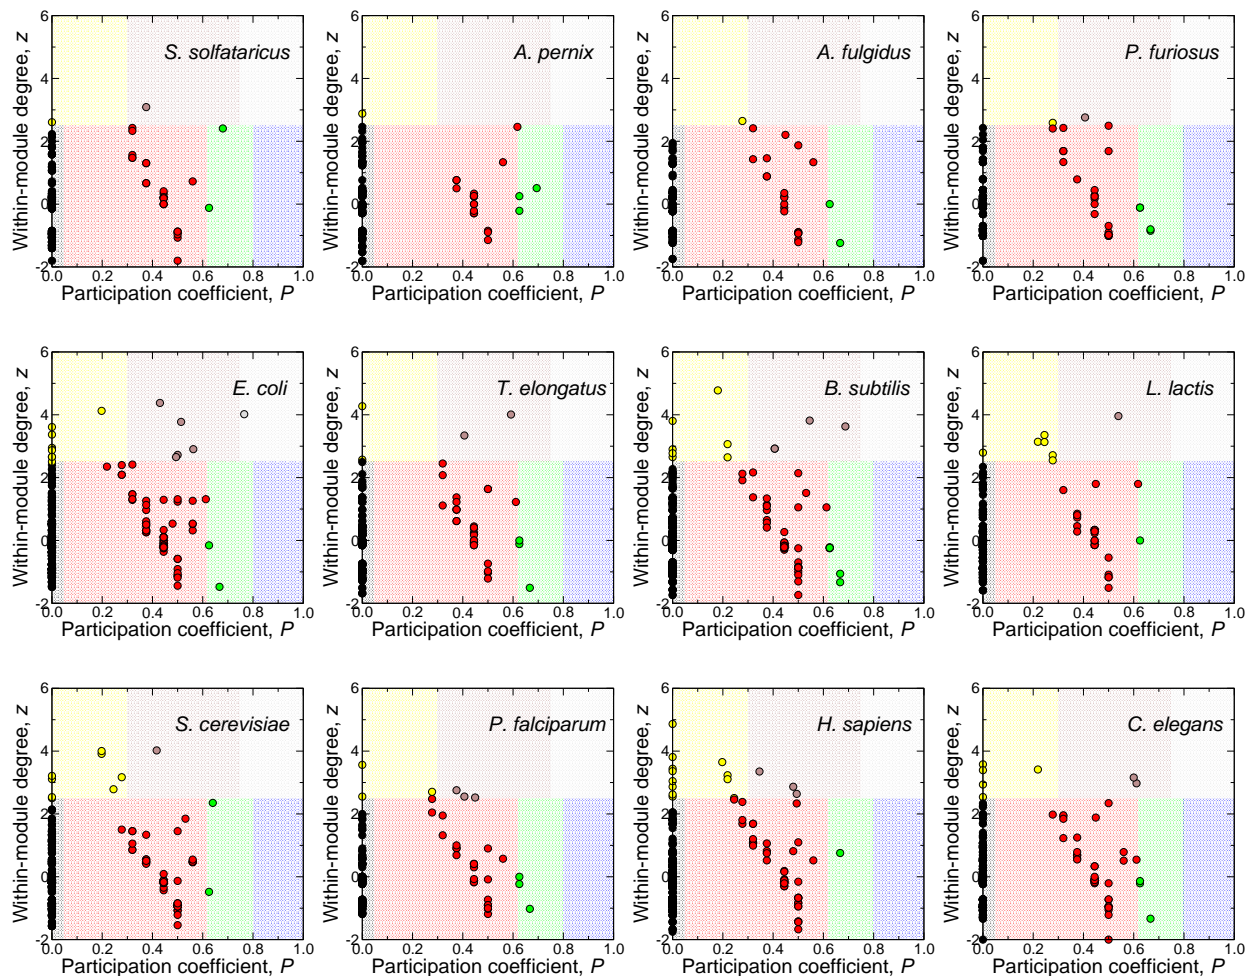 6
4
2
0
-2
Within-module degree, z
S. solfataricus
0.0 0.2 0.4 0.6 0.8 1.0
Participation coefficient, P
6
4
2
0
-2
Within-module degree, z
A. pernix
0.0 0.2 0.4 0.6 0.8 1.0
Participation coefficient, P
6
4
2
0
-2
Within-module degree, z
A. fulgidus
0.0 0.2 0.4 0.6 0.8 1.0
Participation coefficient, P
6
4
2
0
-2
Within-module degree, z
P. furiosus
0.0 0.2 0.4 0.6 0.8 1.0
Participation coefficient, P
6
4
2
0
-2
Within-module degree, z
E. coli
0.0 0.2 0.4 0.6 0.8 1.0
Participation coefficient, P
6
4
2
0
-2
Within-module degree, z
T. elongatus
0.0 0.2 0.4 0.6 0.8 1.0
Participation coefficient, P
6
4
2
0
-2
Within-module degree, z
B. subtilis
0.0 0.2 0.4 0.6 0.8 1.0
Participation coefficient, P
6
4
2
0
-2
Within-module degree, z
L. lactis
0.0 0.2 0.4 0.6 0.8 1.0
Participation coefficient, P
6
4
2
0
-2
Within-module degree, z
S. cerevisiae
0.0 0.2 0.4 0.6 0.8 1.0
Participation coefficient, P
6
4
2
0
-2
Within-module degree, z
P. falciparum
0.0 0.2 0.4 0.6 0.8 1.0
Participation coefficient, P
6
4
2
0
-2
Within-module degree, z
H. sapiens
0.0 0.2 0.4 0.6 0.8 1.0
Participation coefficient, P
6
4
2
0
-2
Within-module degree, z
C. elegans
0.0 0.2 0.4 0.6 0.8 1.0
Participation coefficient, P